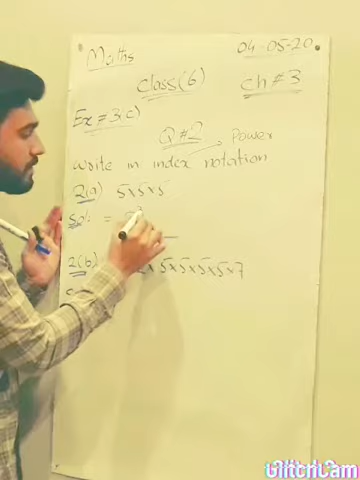 Maths
04-05-20
Class (6)
ch # 3
Ex = 3(c)
Q # 2
Power
write in index notation
2(a) 5x5x5
Sol: =
2(b) x5x5x5x5x7